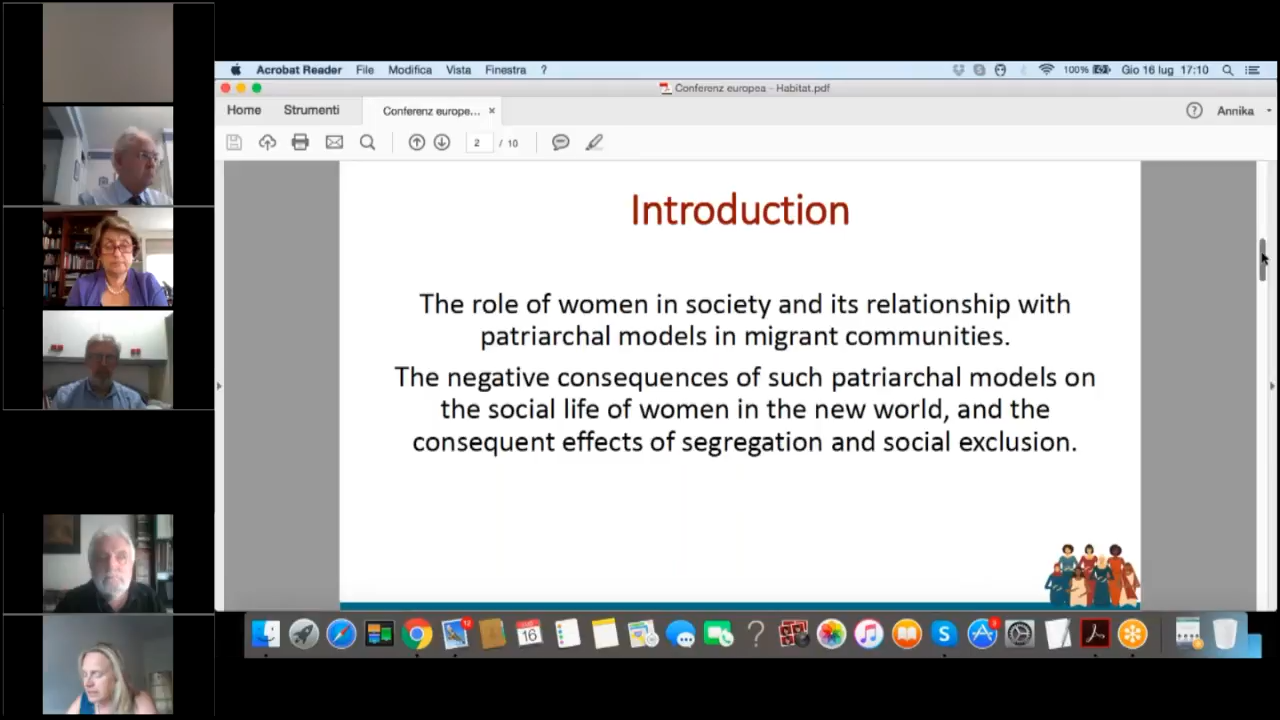 Acrobat Reader File Modifica Vista Finestra ? 100% Gio 16 lug 17:10
Conferenz europea - Habitat.pdf
Home Strumenti Conferenz europe... × ? Annika
2 / 10
Introduction
The role of women in society and its relationship with
patriarchal models in migrant communities.
The negative consequences of such patriarchal models on
the social life of women in the new world, and the
consequent effects of segregation and social exclusion.
12
16
?